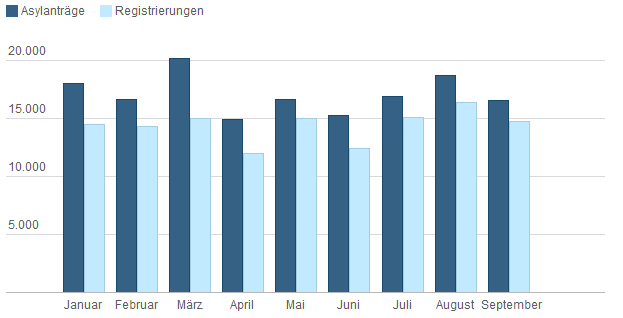 Asylanträge Registrierungen
20.000
15.000
10.000
5.000
Januar Februar März April Mai Juni Juli August September